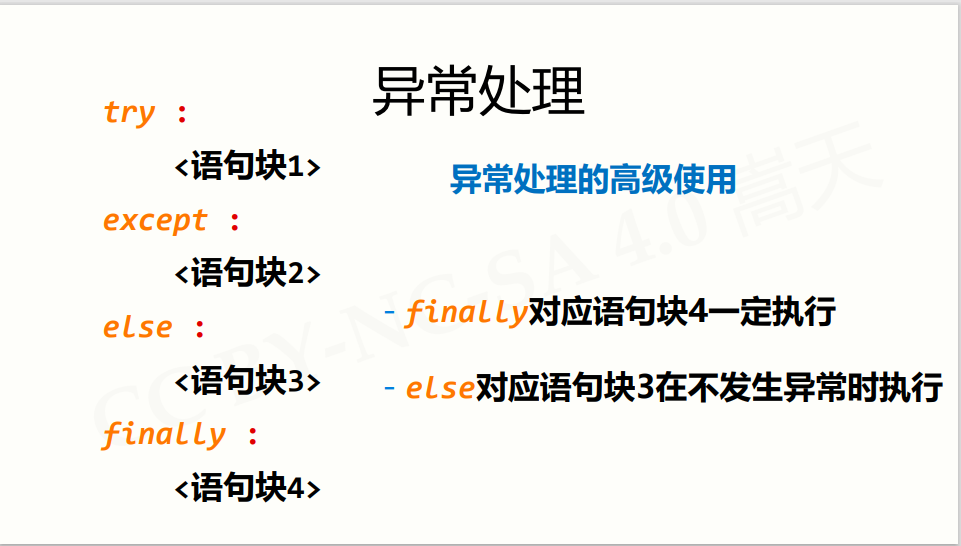 异常处理
try :
<语句块1>
except :
<语句块2>
else :
<语句块3>
finally :
<语句块4>
异常处理的高级使用
- finally对应语句块4一定执行
- else对应语句块3在不发生异常时执行
CC BY-NC-SA 4.0 嵩天